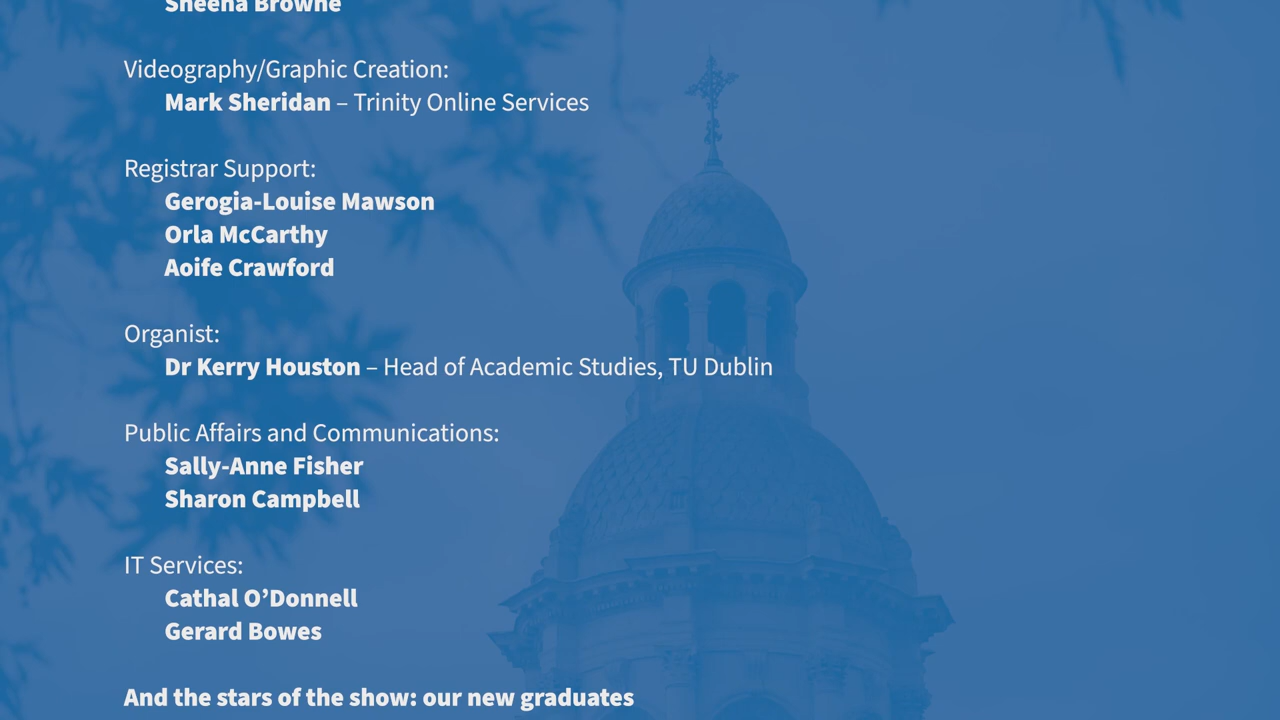 Sheena Browne
Videography/Graphic Creation:
Mark Sheridan – Trinity Online Services
Registrar Support:
Gerogia-Louise Mawson
Orla McCarthy
Aoife Crawford
Organist:
Dr Kerry Houston – Head of Academic Studies, TU Dublin
Public Affairs and Communications:
Sally-Anne Fisher
Sharon Campbell
IT Services:
Cathal O’Donnell
Gerard Bowes
And the stars of the show: our new graduates